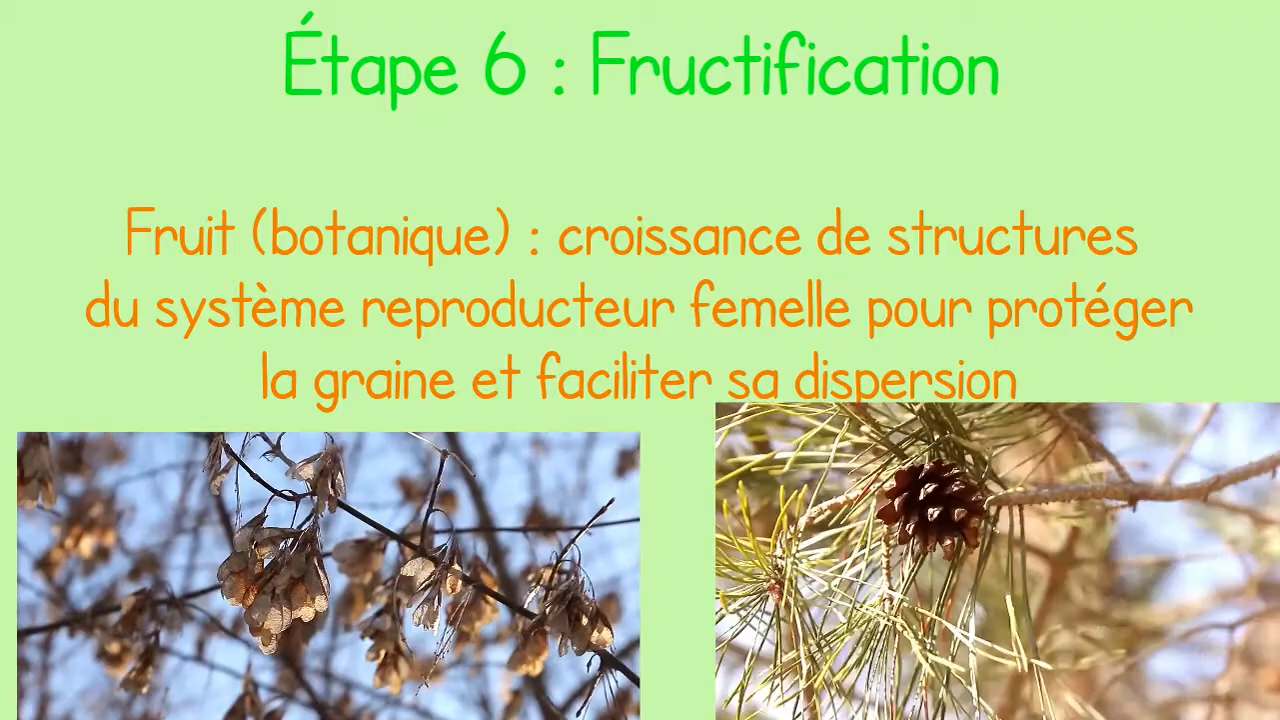 Étape 6 : Fructification
Fruit (botanique) : croissance de structures
du système reproducteur femelle pour protéger
la graine et faciliter sa dispersion